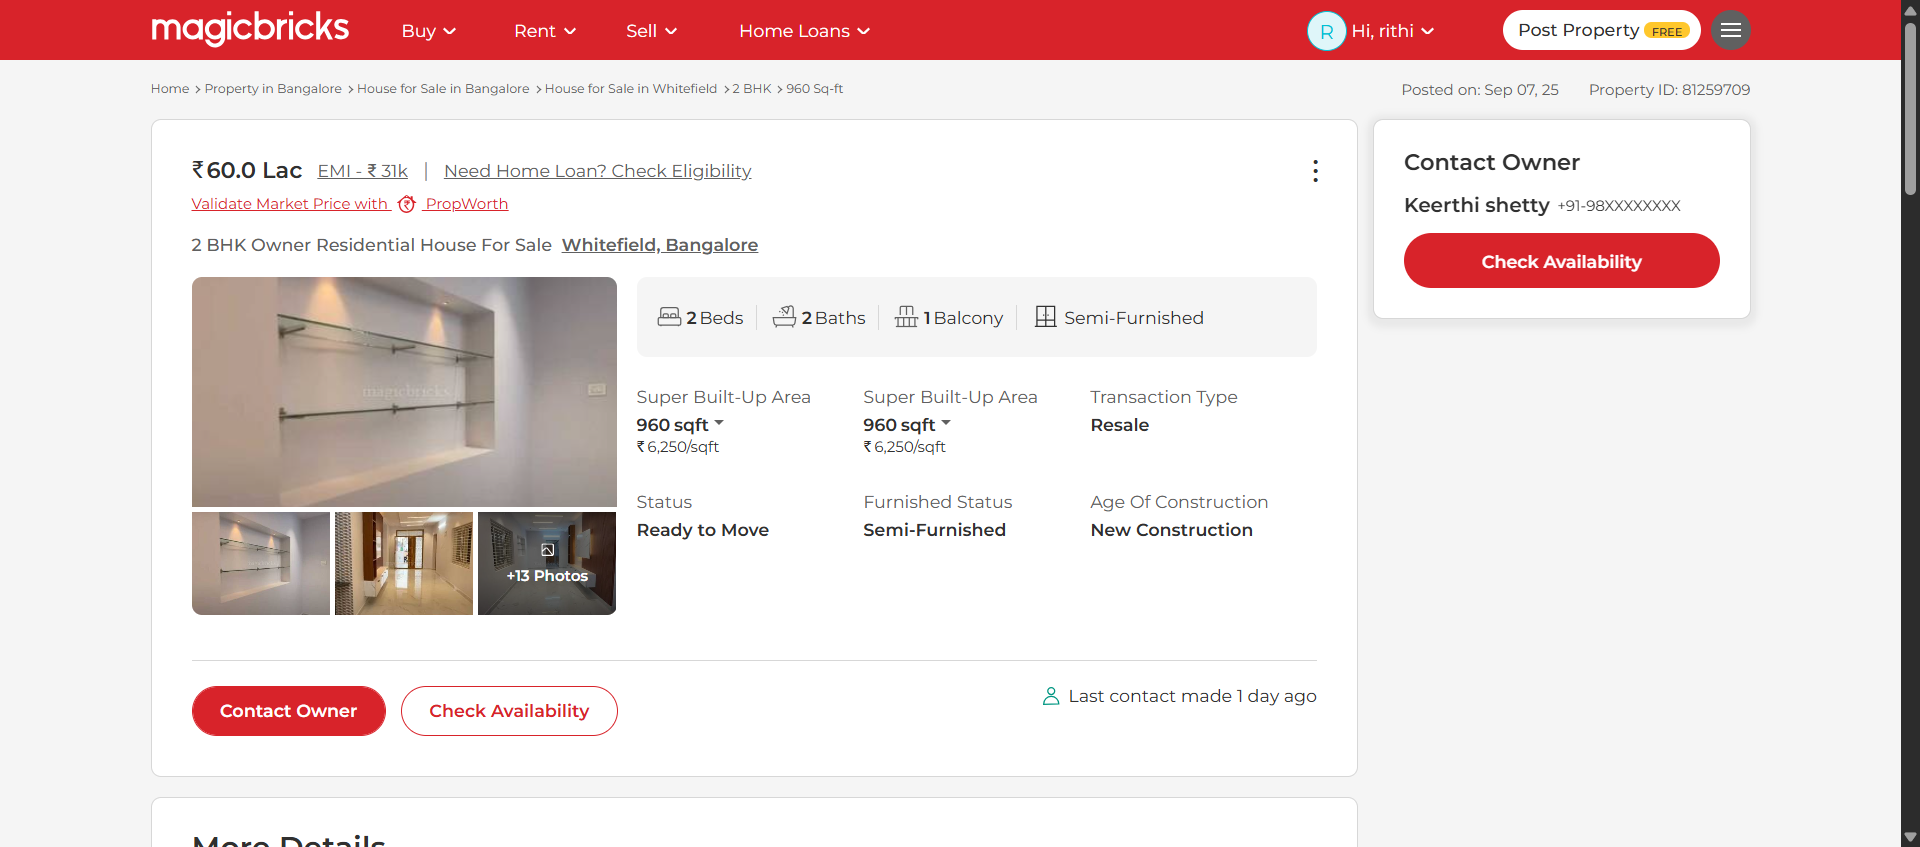 magicbricks
Buy
Rent
Sell
Home Loans
R
Hi, rithi
Post Property FREE
Home > Property in Bangalore > House for Sale in Bangalore > House for Sale in Whitefield > 2 BHK > 960 Sq-ft
Posted on: Sep 07, 25
Property ID: 81259709
₹60.0 Lac
EMI - ₹ 31k
|
Need Home Loan? Check Eligibility
Validate Market Price with PropWorth
2 BHK Owner Residential House For Sale Whitefield, Bangalore
magicbricks
+13 Photos
2 Beds
2 Baths
1 Balcony
Semi-Furnished
Super Built-Up Area
960 sqft
₹6,250/sqft
Super Built-Up Area
960 sqft
₹6,250/sqft
Transaction Type
Resale
Status
Ready to Move
Furnished Status
Semi-Furnished
Age Of Construction
New Construction
Contact Owner
Check Availability
Last contact made 1 day ago
Contact Owner
Keerthi shetty +91-98XXXXXXXX
Check Availability
More Details